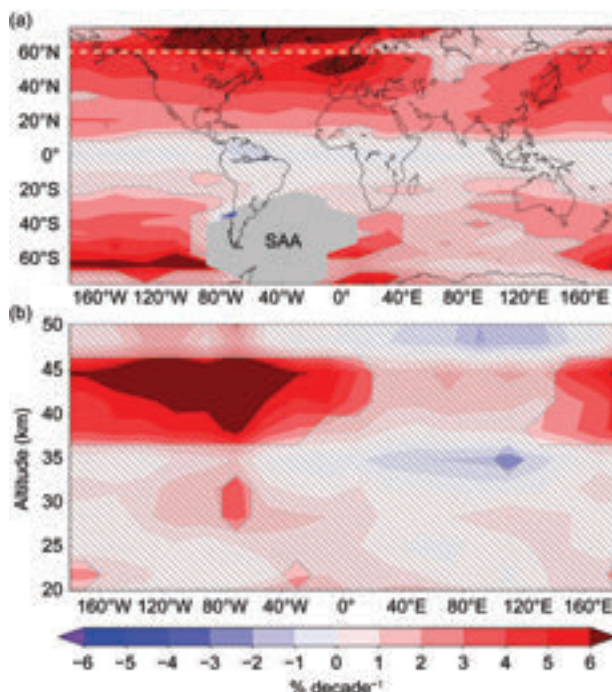 (a)
60°N
40°N
20°N
0°
20°S
40°S
60°S
SAA
160°W 120°W 80°W 40°W 0° 40°E 80°E 120°E 160°E
(b)
50
45
40
35
30
25
20
Altitude (km)
160°W 120°W 80°W 40°W 0° 40°E 80°E 120°E 160°E
−6 −5 −4 −3 −2 −1 0 1 2 3 4 5 6
% decade⁻¹